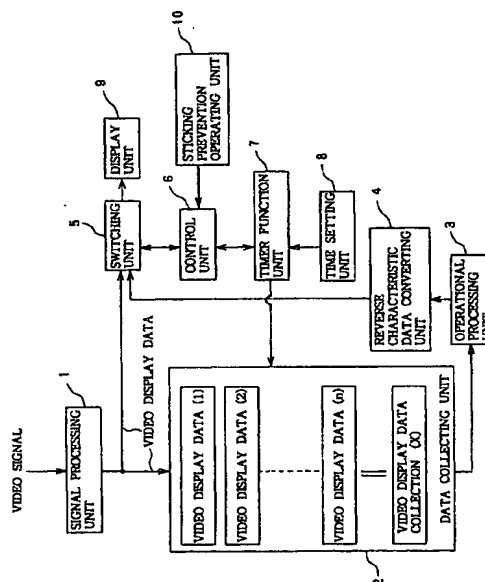 VIDEO SIGNAL
1
SIGNAL PROCESSING
UNIT
VIDEO DISPLAY DATA
5
SWITCHING
UNIT
9
DISPLAY
UNIT
10
STICKING
PREVENTION
OPERATING UNIT
6
CONTROL
UNIT
7
TIMER FUNCTION
UNIT
8
TIME SETTING
UNIT
4
REVERSE
CHARACTERISTIC
DATA CONVERTING
UNIT
3
OPERATIONAL
PROCESSING
UNIT
VIDEO DISPLAY DATA (1)
VIDEO DISPLAY DATA (2)
VIDEO DISPLAY DATA (n)
VIDEO DISPLAY DATA
COLLECTION (X)
DATA COLLECTING UNIT
2